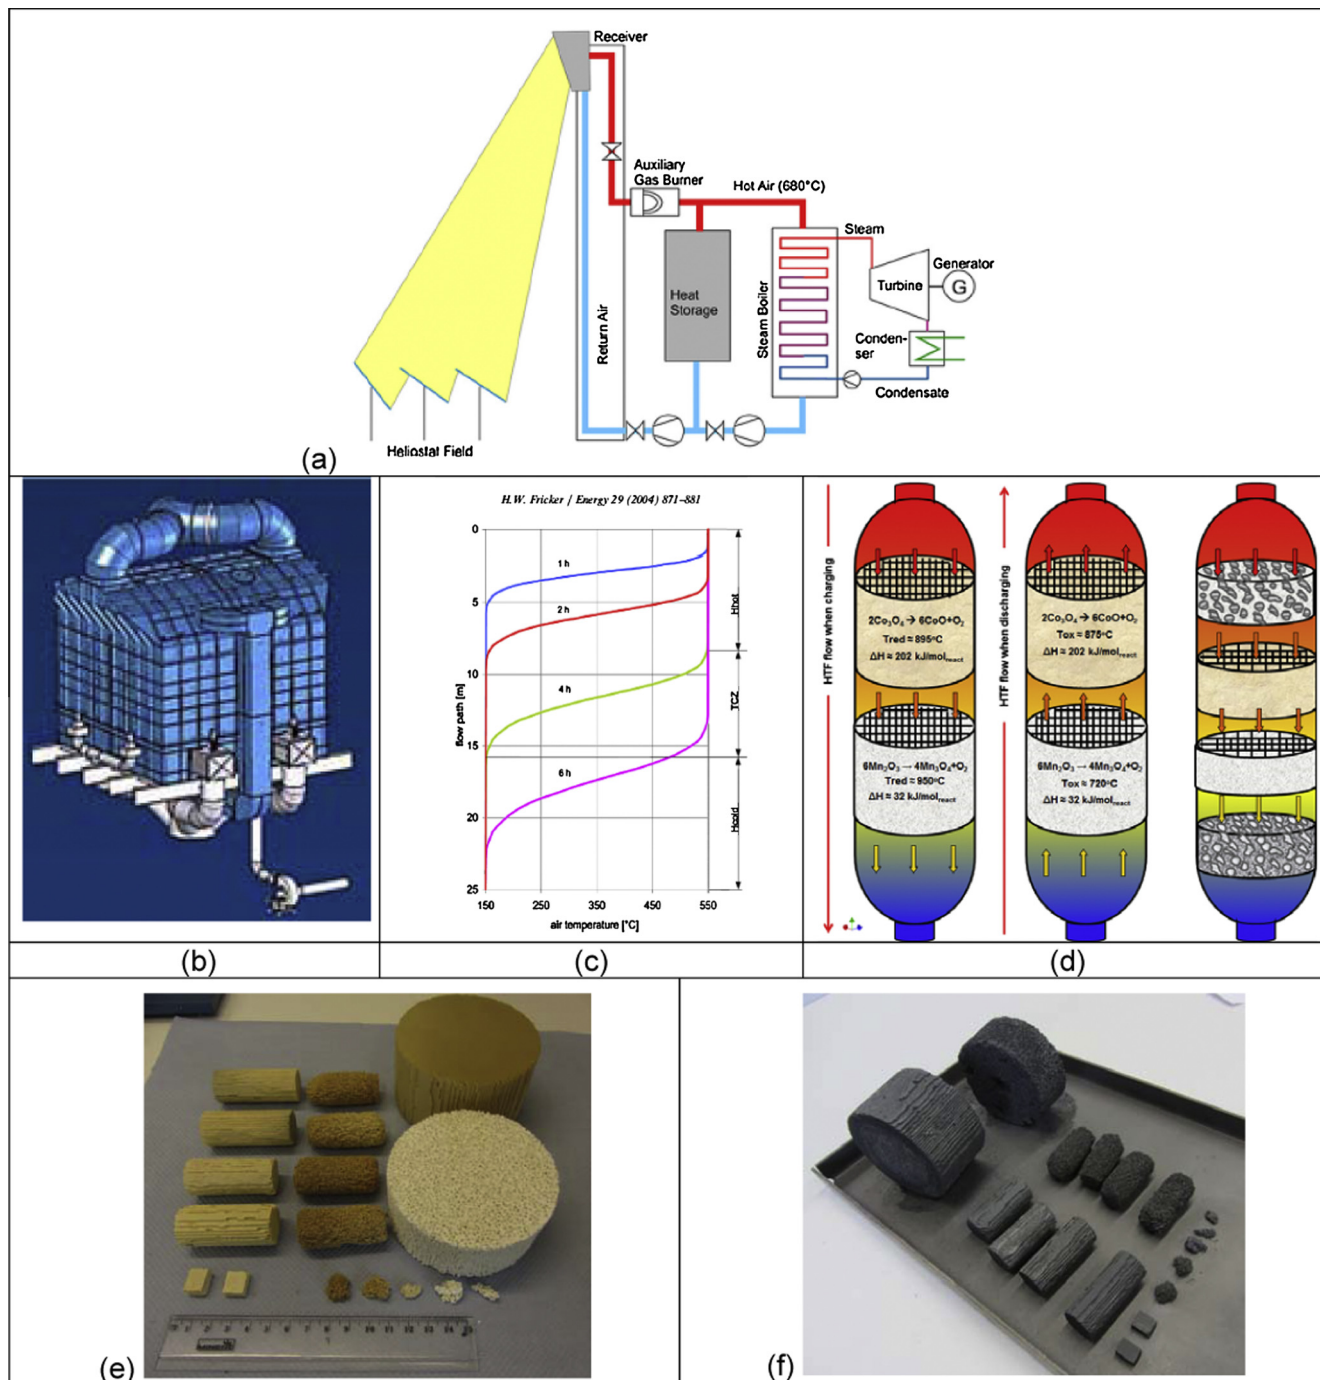 Receiver
Auxiliary
Gas Burner
Hot Air (680°C)
Steam
Generator
G
Turbine
Heat
Storage
Return Air
Steam Boiler
Conden-
ser
Condensate
Heliostat Field
(a)
H.W. Fricker / Energy 29 (2004) 871–881
0
5
10
15
20
25
flow path [m]
1 h
2 h
4 h
6 h
Hhot
TCZ
Hcold
150
250
350
450
550
air temperature [°C]
HTF flow when charging
2Co₃O₄ → 6CoO+O₂
Tred ≈ 895°C
ΔH ≈ 202 kJ/molreact
6Mn₂O₃ → 4Mn₃O₄+O₂
Tred ≈ 950°C
ΔH ≈ 32 kJ/molreact
HTF flow when discharging
2Co₃O₄ → 6CoO+O₂
Tox ≈ 875°C
ΔH ≈ 202 kJ/molreact
6Mn₂O₃ → 4Mn₃O₄+O₂
Tox ≈ 720°C
ΔH ≈ 32 kJ/molreact
(b)
(c)
(d)
(e)
(f)